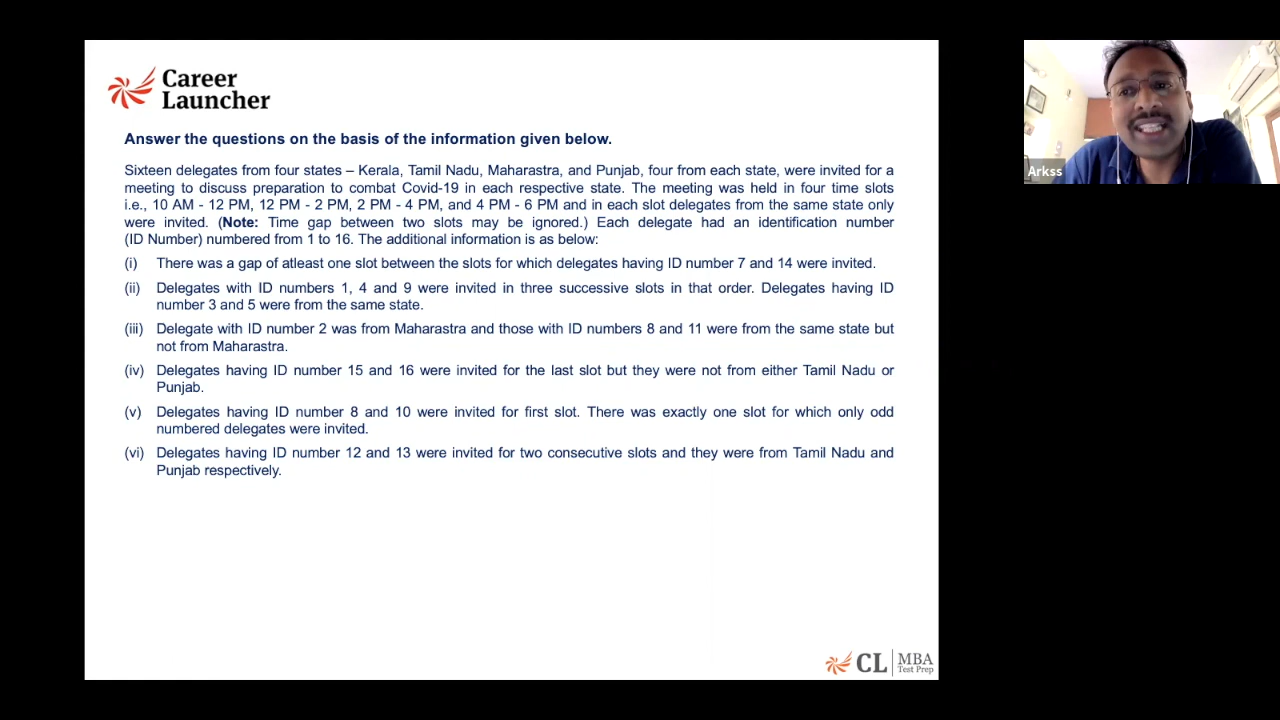 Career
Launcher
Answer the questions on the basis of the information given below.
Sixteen delegates from four states – Kerala, Tamil Nadu, Maharastra, and Punjab, four from each state, were invited for a
meeting to discuss preparation to combat Covid-19 in each respective state. The meeting was held in four time slots
i.e., 10 AM - 12 PM, 12 PM - 2 PM, 2 PM - 4 PM, and 4 PM - 6 PM and in each slot delegates from the same state only
were invited. (Note: Time gap between two slots may be ignored.) Each delegate had an identification number
(ID Number) numbered from 1 to 16. The additional information is as below:
(i) There was a gap of atleast one slot between the slots for which delegates having ID number 7 and 14 were invited.
(ii) Delegates with ID numbers 1, 4 and 9 were invited in three successive slots in that order. Delegates having ID
number 3 and 5 were from the same state.
(iii) Delegate with ID number 2 was from Maharastra and those with ID numbers 8 and 11 were from the same state but
not from Maharastra.
(iv) Delegates having ID number 15 and 16 were invited for the last slot but they were not from either Tamil Nadu or
Punjab.
(v) Delegates having ID number 8 and 10 were invited for first slot. There was exactly one slot for which only odd
numbered delegates were invited.
(vi) Delegates having ID number 12 and 13 were invited for two consecutive slots and they were from Tamil Nadu and
Punjab respectively.
Arkss
CL MBA
Test Prep